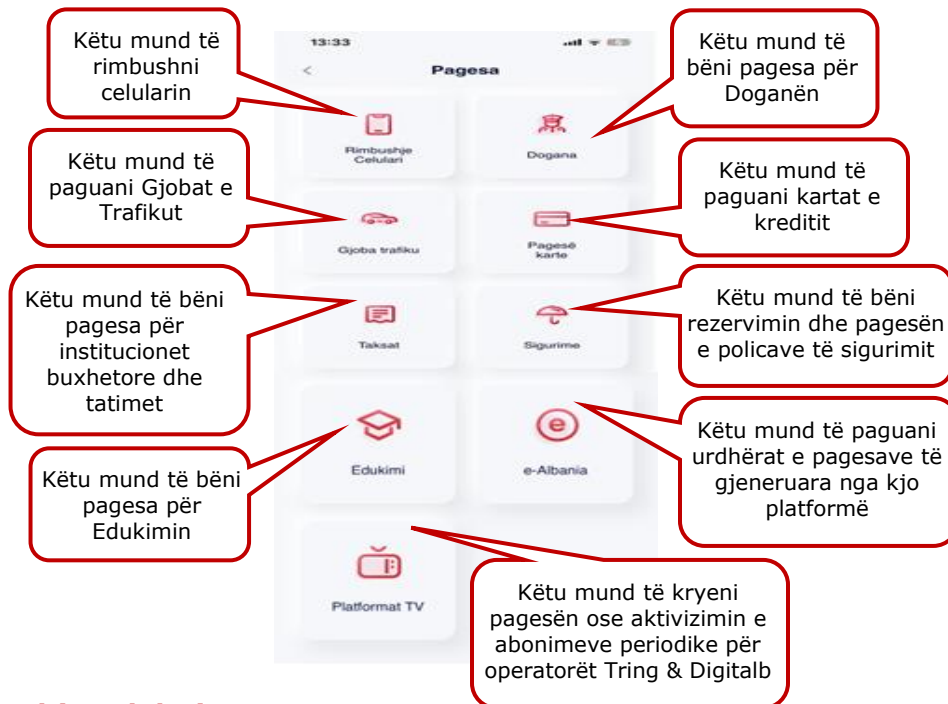 Këtu mund të
rimbushni
celularin
13:33
Pagesa
Këtu mund të
bëni pagesa për
Doganën
Rimbushje
Celulari
Dogana
Këtu mund të
paguani Gjobat e
Trafikut
Këtu mund të
paguani kartat e
kreditit
Gjoba trafiku
Pagesë
karte
Këtu mund të bëni
pagesa për
institucionet
buxhetore dhe
tatimet
Këtu mund të bëni
rezervimin dhe pagesën
e policave të sigurimit
Taksat
Sigurime
Këtu mund të bëni
pagesa për
Edukimin
Këtu mund të paguani
urdhërat e pagesave të
gjeneruara nga kjo
platformë
Edukimi
e
e-Albania
Platformat TV
Këtu mund të kryeni
pagesën ose aktivizimin e
abonimeve periodike për
operatorët Tring & Digitalb